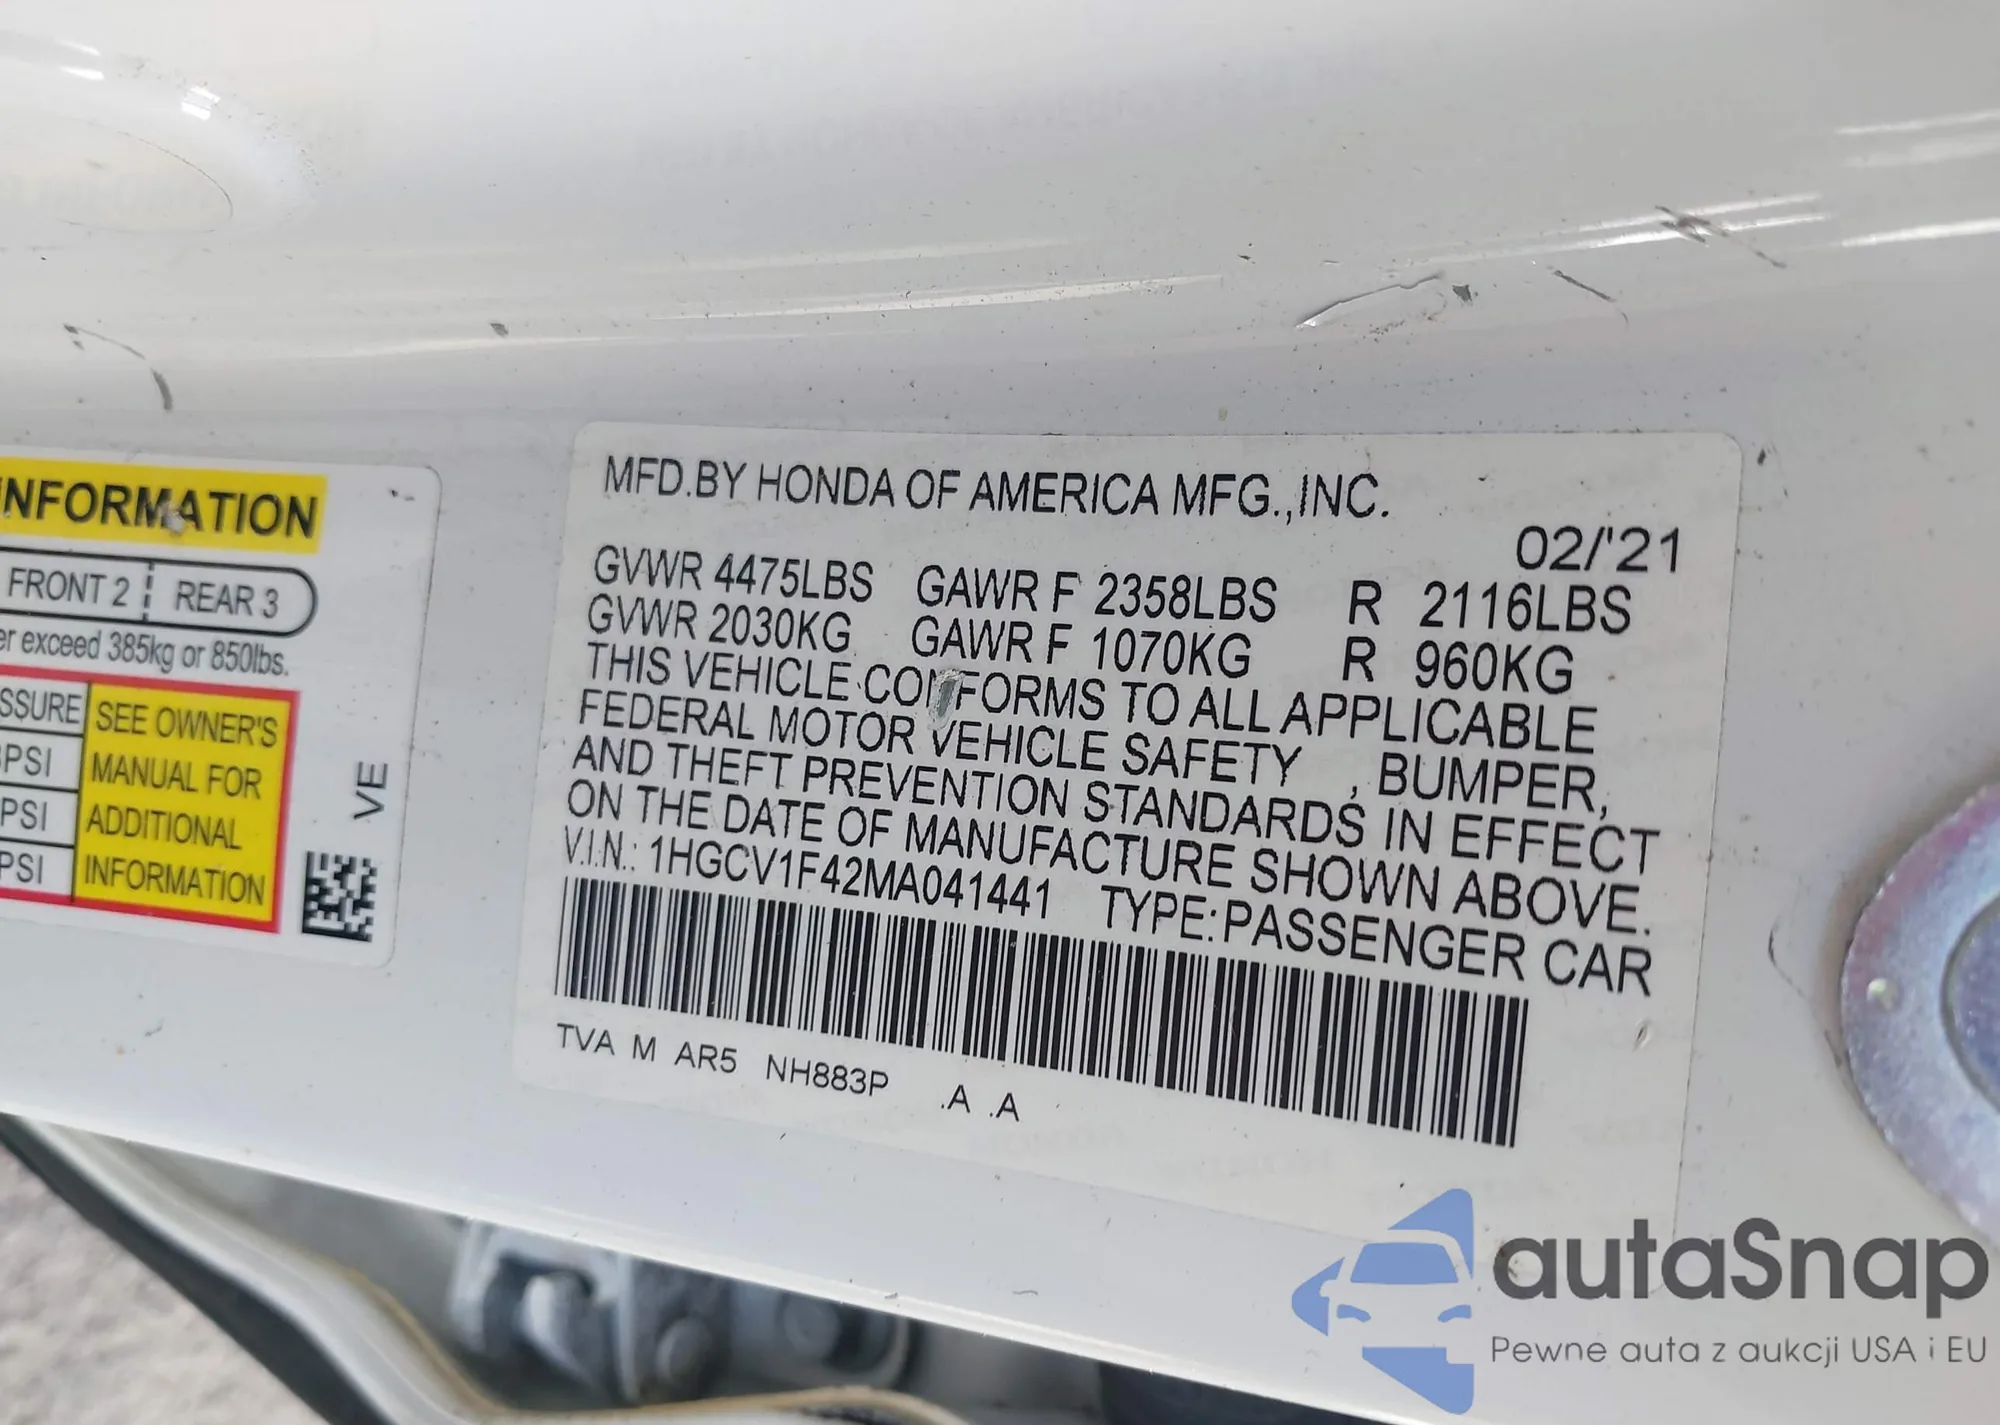 INFORMATION
FRONT 2 REAR 3
exceed 385kg or 850lbs.
SEE OWNER'S
PSI MANUAL FOR
PSI ADDITIONAL
PSI INFORMATION
VE
MFD.BY HONDA OF AMERICA MFG.,INC.
02/'21
GVWR 4475LBS GAWR F 2358LBS R 2116LBS
GVWR 2030KG GAWR F 1070KG R 960KG
THIS VEHICLE CONFORMS TO ALL APPLICABLE
FEDERAL MOTOR VEHICLE SAFETY , BUMPER,
AND THEFT PREVENTION STANDARDS IN EFFECT
ON THE DATE OF MANUFACTURE SHOWN ABOVE.
V.I.N.: 1HGCV1F42MA041441 TYPE:PASSENGER CAR
TVA M AR5 NH883P .A .A
autaSnap
Pewne auta z aukcji USA i EU